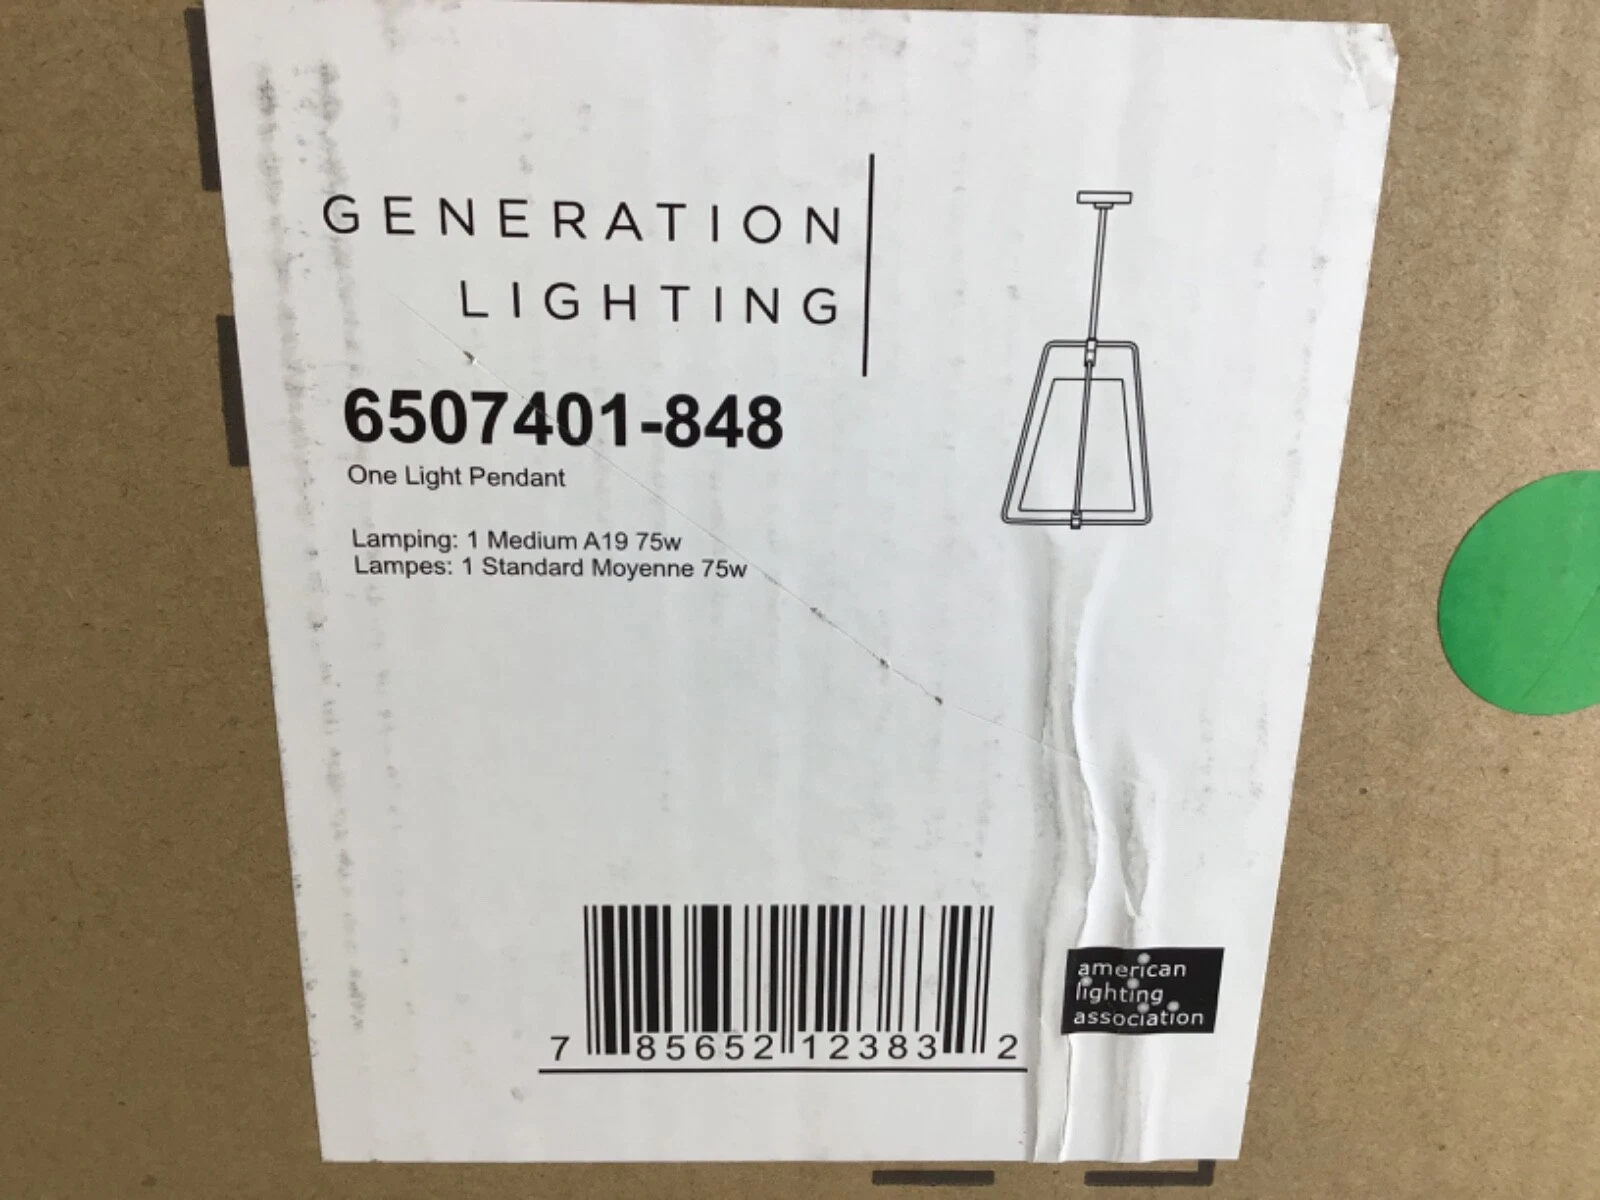 GENERATION
LIGHTING
6507401-848
One Light Pendant
Lamping: 1 Medium A19 75w
Lampes: 1 Standard Moyenne 75w
7 85652 12383 2
american
lighting
association